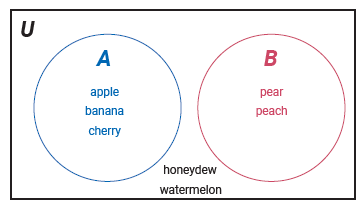 U
A
B
apple
banana
cherry
pear
peach
honeydew
watermelon